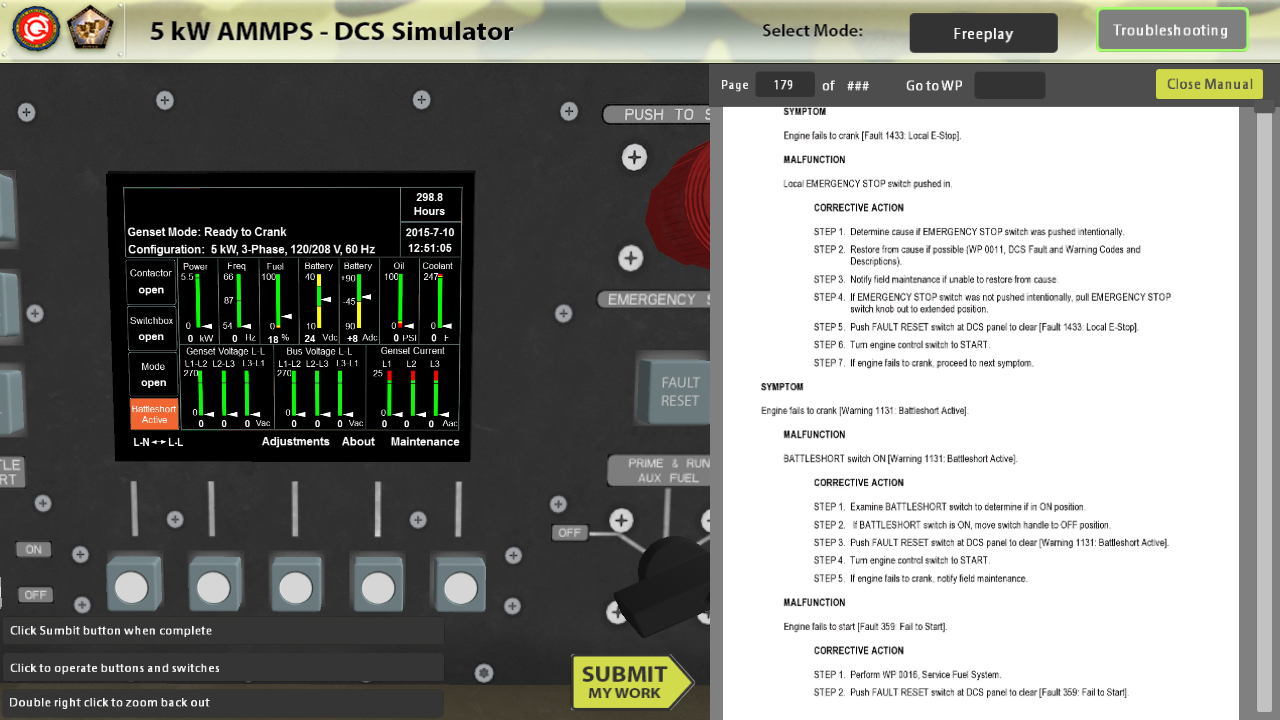 5 kW AMMPS - DCS Simulator
Select Mode:
Freeplay
Troubleshooting
Page 179 of ###
Go to WP
Close Manual
PUSH TO S
298.8
Hours
Genset Mode: Ready to Crank
2015-7-10
Configuration: 5 kW, 3-Phase, 120/208 V, 60 Hz
12:51:05
Contactor
open
Switchbox
open
Mode
open
Battleshort
Active
Power Freq Fuel Battery Battery Oil Coolant
5.5 66 100 40 +90 100 247
87 -45
0 54 0 10 90 0 0
0 kW 0 Hz 18 % 24 Vdc +8 Adc 0 PSI 0 F
Genset Voltage L-L Bus Voltage L-L Genset Current
L1-L2 L2-L3 L3-L1 L1-L2 L2-L3 L3-L1 L1 L2 L3
270 270 25
0 0 0
0 0 0 Vac 0 0 0 Vac 0 0 0 Aac
L-N L-L Adjustments About Maintenance
EMERGENCY S
FAULT
RESET
TLE
RT
PRIME & RUN
AUX FUEL
OFF
ON
OFF
Click Sumbit button when complete
Click to operate buttons and switches
Double right click to zoom back out
SUBMIT
MY WORK
SYMPTOM
Engine fails to crank [Fault 1433: Local E-Stop].
MALFUNCTION
Local EMERGENCY STOP switch pushed in.
CORRECTIVE ACTION
STEP 1. Determine cause if EMERGENCY STOP switch was pushed intentionally.
STEP 2. Restore from cause if possible (WP 0011, DCS Fault and Warning Codes and
Descriptions).
STEP 3. Notify field maintenance if unable to restore from cause.
STEP 4. If EMERGENCY STOP switch was not pushed intentionally, pull EMERGENCY STOP
switch knob out to extended position.
STEP 5. Push FAULT RESET switch at DCS panel to clear [Fault 1433: Local E-Stop].
STEP 6. Turn engine control switch to START.
STEP 7. If engine fails to crank, proceed to next symptom.
SYMPTOM
Engine fails to crank [Warning 1131: Battleshort Active].
MALFUNCTION
BATTLESHORT switch ON [Warning 1131: Battleshort Active].
CORRECTIVE ACTION
STEP 1. Examine BATTLESHORT switch to determine if in ON position.
STEP 2. If BATTLESHORT switch is ON, move switch handle to OFF position.
STEP 3. Push FAULT RESET switch at DCS panel to clear [Warning 1131: Battleshort Active].
STEP 4. Turn engine control switch to START.
STEP 5. If engine fails to crank, notify field maintenance.
MALFUNCTION
Engine fails to start [Fault 359: Fail to Start].
CORRECTIVE ACTION
STEP 1. Perform WP 0016, Service Fuel System.
STEP 2. Push FAULT RESET switch at DCS panel to clear [Fault 359: Fail to Start].